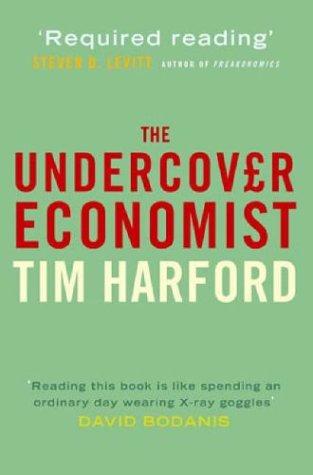 'Required reading'
STEVEN D. LEVITT, AUTHOR OF FREAKONOMICS
THE
UNDERCOV£R
ECONOMIST
TIM HARFORD
'Reading this book is like spending an
ordinary day wearing X-ray goggles'
DAVID BODANIS